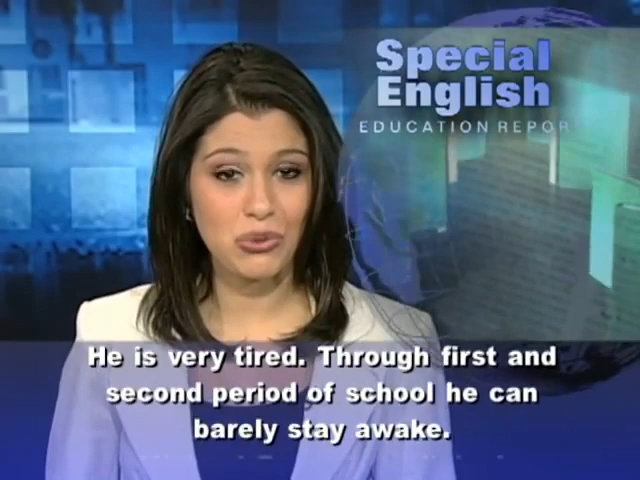 Special
English
EDUCATION REPORT
He is very tired. Through first and
second period of school he can
barely stay awake.